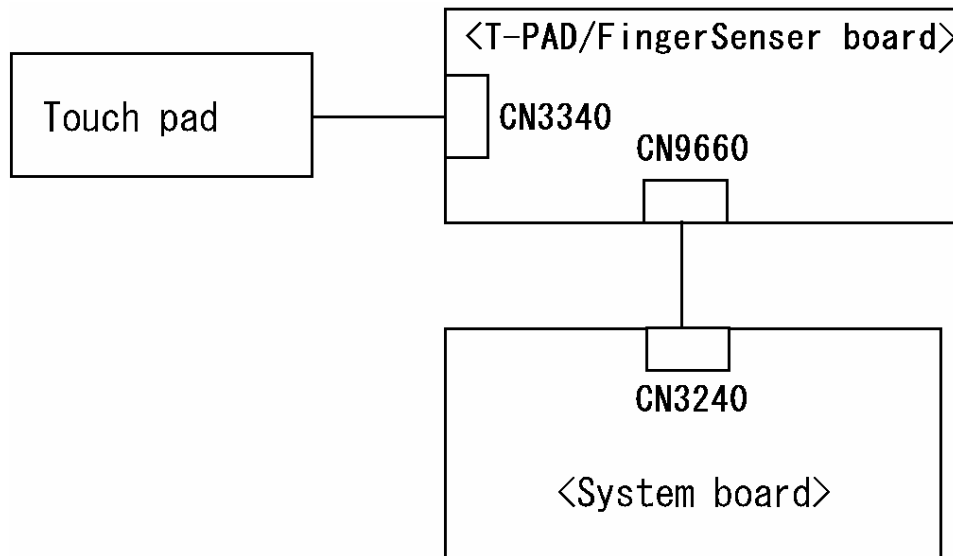 <T-PAD/FingerSenser board>
Touch pad
CN3340
CN9660
CN3240
<System board>